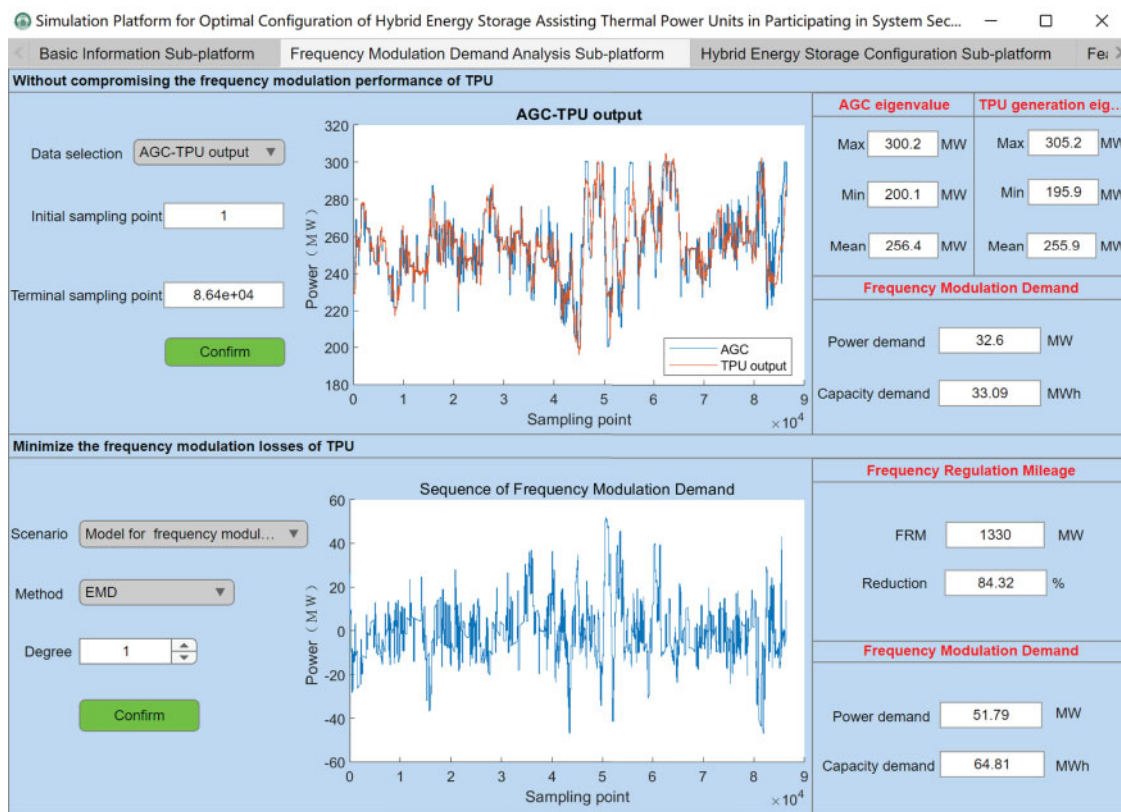 Simulation Platform for Optimal Configuration of Hybrid Energy Storage Assisting Thermal Power Units in Participating in System Sec...
Basic Information Sub-platform
Frequency Modulation Demand Analysis Sub-platform
Hybrid Energy Storage Configuration Sub-platform
Fea
Without compromising the frequency modulation performance of TPU
Data selection AGC-TPU output
Initial sampling point 1
Terminal sampling point 8.64e+04
Confirm
AGC-TPU output
Power (MW)
320
300
280
260
240
220
200
180
AGC
TPU output
0 1 2 3 4 5 6 7 8 9
Sampling point
×10⁴
AGC eigenvalue
Max 300.2 MW
Min 200.1 MW
Mean 256.4 MW
TPU generation eig...
Max 305.2 MW
Min 195.9 MW
Mean 255.9 MW
Frequency Modulation Demand
Power demand 32.6 MW
Capacity demand 33.09 MWh
Minimize the frequency modulation losses of TPU
Scenario Model for frequency modul...
Method EMD
Degree 1
Confirm
Sequence of Frequency Modulation Demand
Power (MW)
60
40
20
0
-20
-40
-60
0 1 2 3 4 5 6 7 8 9
Sampling point
×10⁴
Frequency Regulation Mileage
FRM 1330 MW
Reduction 84.32 %
Frequency Modulation Demand
Power demand 51.79 MW
Capacity demand 64.81 MWh